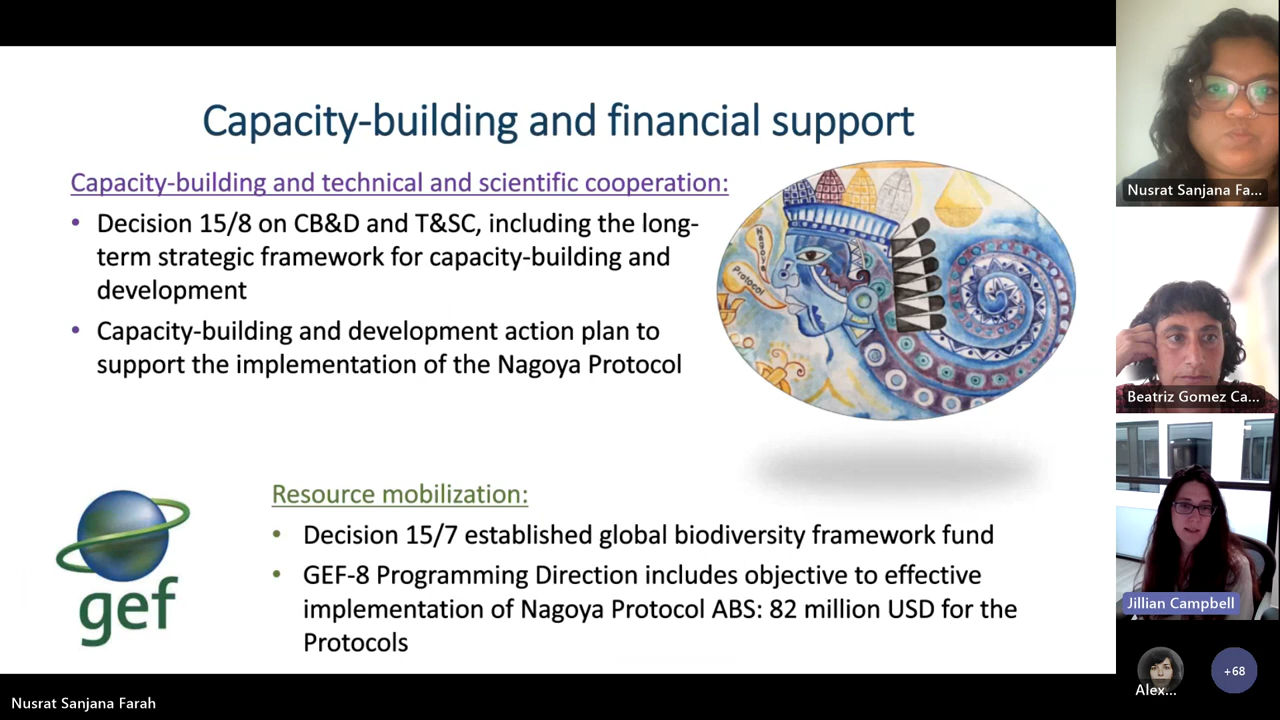 Capacity-building and financial support
Capacity-building and technical and scientific cooperation:
• Decision 15/8 on CB&D and T&SC, including the long-
term strategic framework for capacity-building and
development
• Capacity-building and development action plan to
support the implementation of the Nagoya Protocol
Nagoya
Protocol
gef
Resource mobilization:
• Decision 15/7 established global biodiversity framework fund
• GEF-8 Programming Direction includes objective to effective
implementation of Nagoya Protocol ABS: 82 million USD for the
Protocols
Nusrat Sanjana Fa...
Beatriz Gomez Ca...
Jillian Campbell
Alex...
+68
Nusrat Sanjana Farah